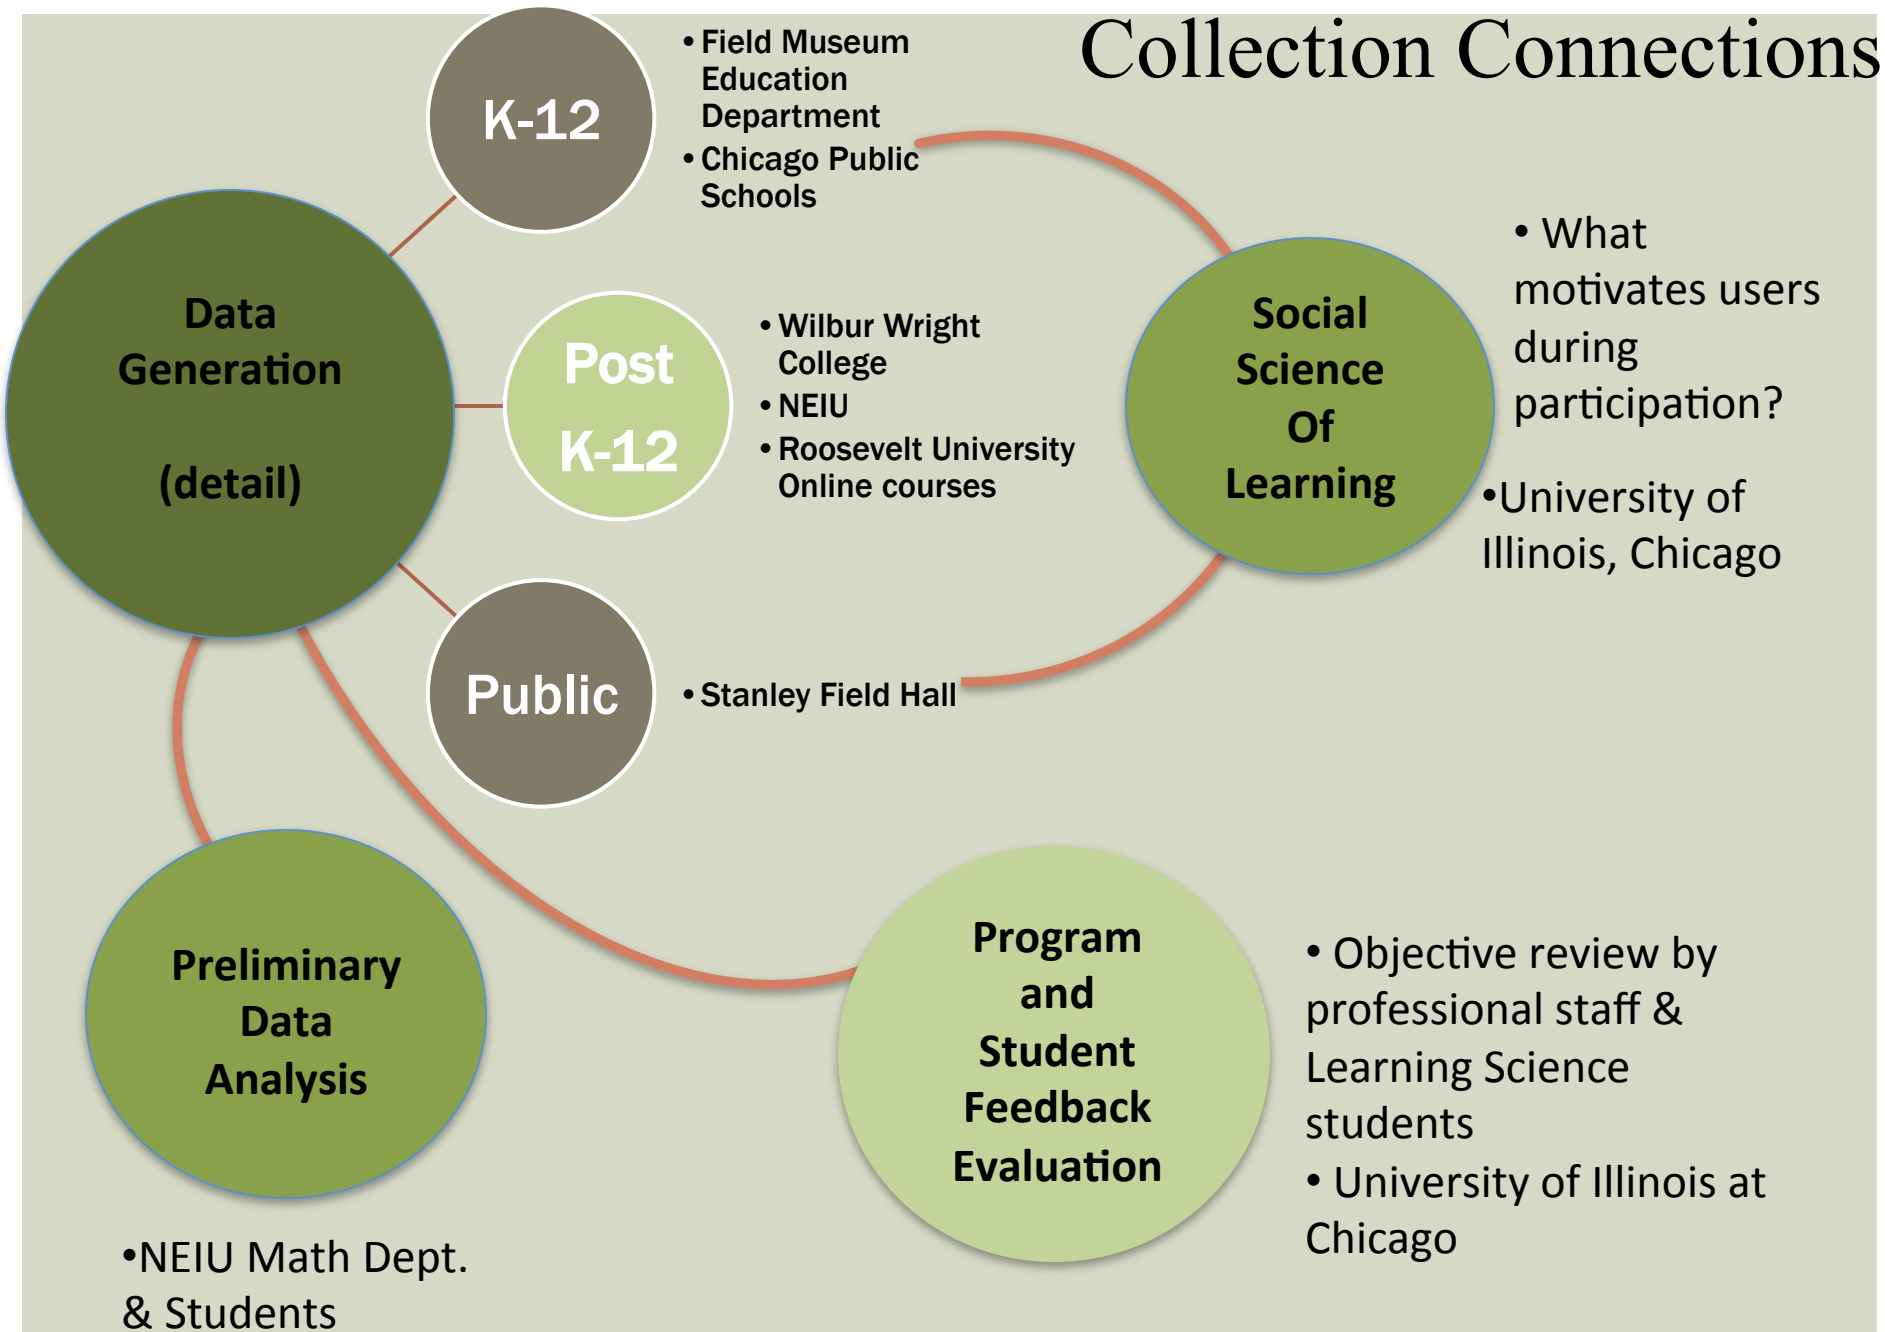 Collection Connections
K-12
• Field Museum
Education
Department
• Chicago Public
Schools
Data
Generation
(detail)
Post
K-12
• Wilbur Wright
College
• NEIU
• Roosevelt University
Online courses
Public
• Stanley Field Hall
Social
Science
Of
Learning
• What
motivates users
during
participation?
•University of
Illinois, Chicago
Preliminary
Data
Analysis
•NEIU Math Dept.
& Students
Program
and
Student
Feedback
Evaluation
• Objective review by
professional staff &
Learning Science
students
• University of Illinois at
Chicago